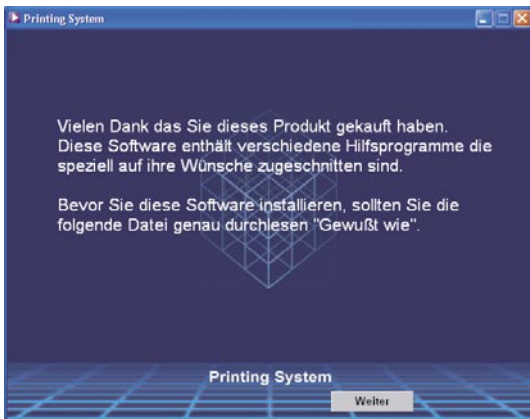 Printing System
Vielen Dank das Sie dieses Produkt gekauft haben.
Diese Software enthält verschiedene Hilfsprogramme die
speziell auf ihre Wünsche zugeschnitten sind.
Bevor Sie diese Software installieren, sollten Sie die
folgende Datei genau durchlesen "Gewußt wie".
Printing System
Weiter